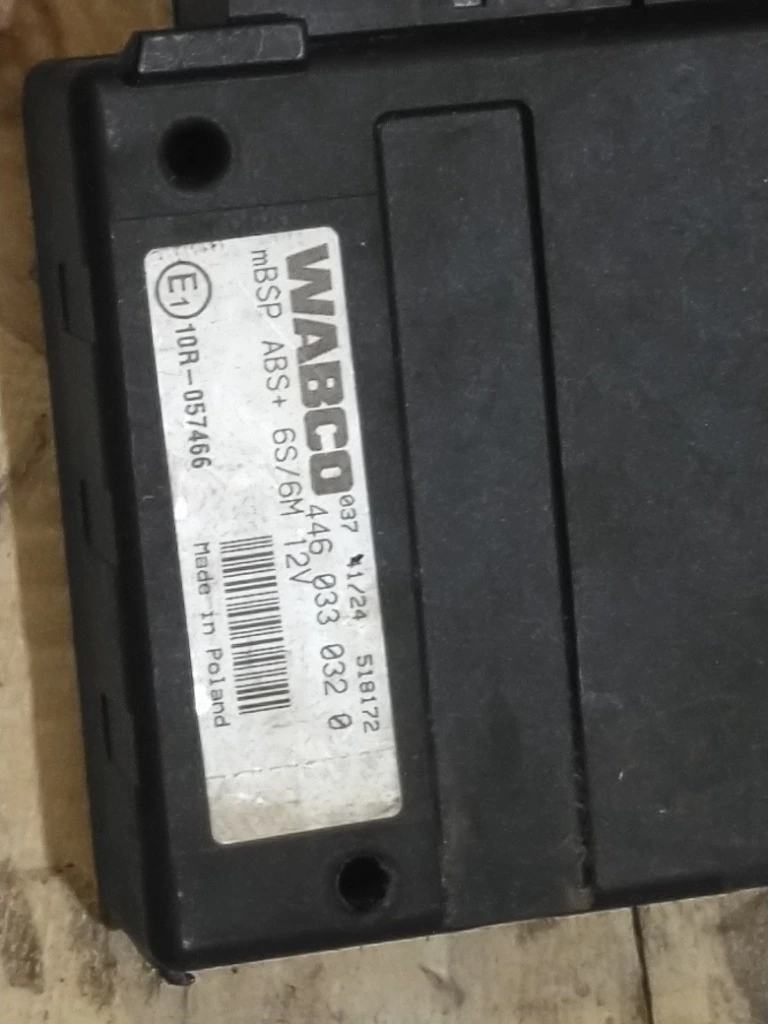 037 41/24 518172
WABCO 446 033 032 0
mBSP ABS+ 6S/6M 12V
E1 10R-057466
Made in Poland